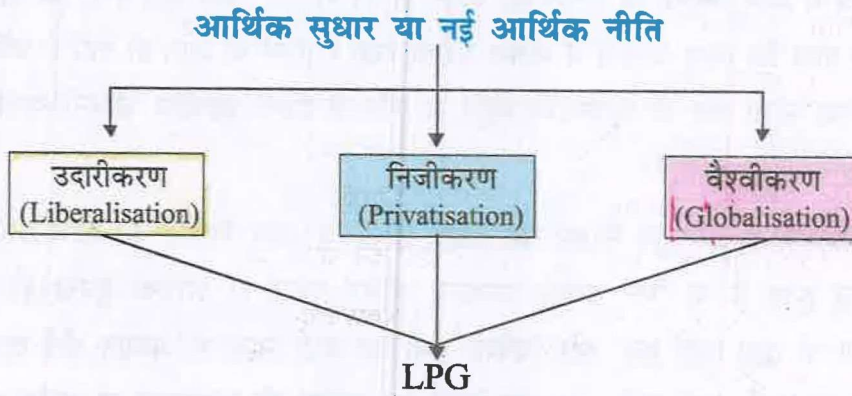 आर्थिक सुधार या नई आर्थिक नीति
उदारीकरण
(Liberalisation)
निजीकरण
(Privatisation)
वैश्वीकरण
(Globalisation)
LPG